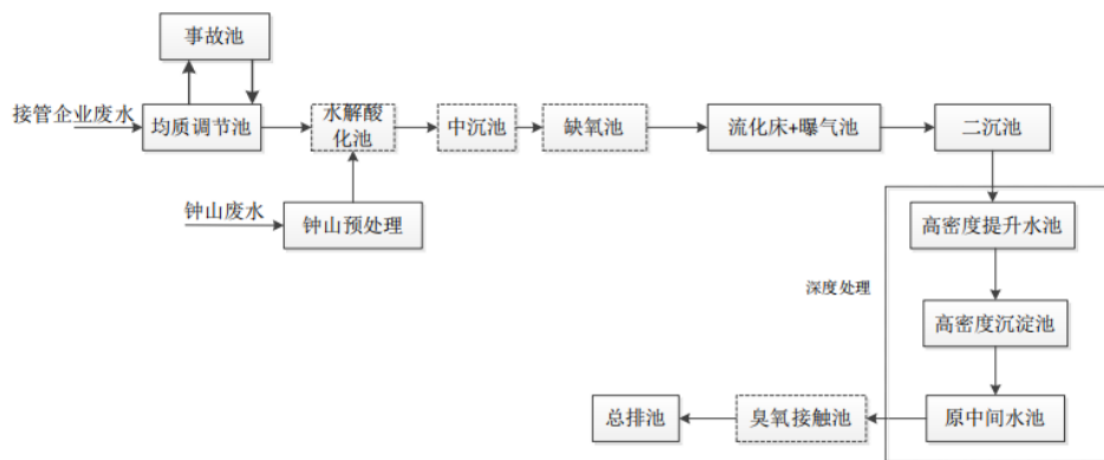 事故池
接管企业废水
均质调节池
水解酸
化池
中沉池
缺氧池
流化床+曝气池
二沉池
钟山废水
钟山预处理
高密度提升水池
深度处理
高密度沉淀池
总排池
臭氧接触池
原中间水池